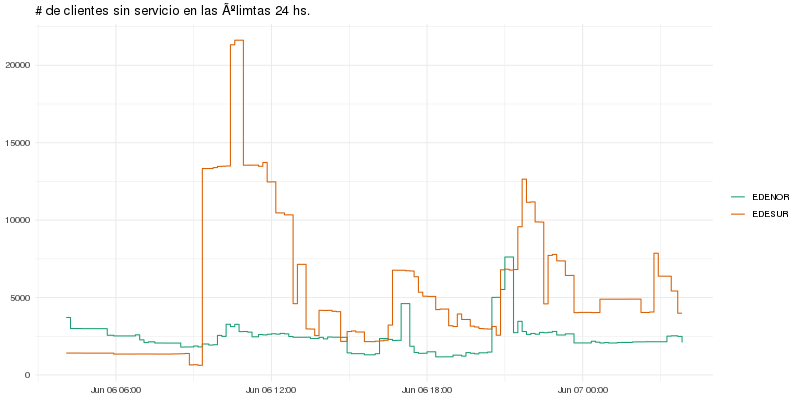 # de clientes sin servicio en las Ãºlimtas 24 hs.
20000
15000
10000
5000
0
EDENOR
EDESUR
Jun 06 06:00
Jun 06 12:00
Jun 06 18:00
Jun 07 00:00